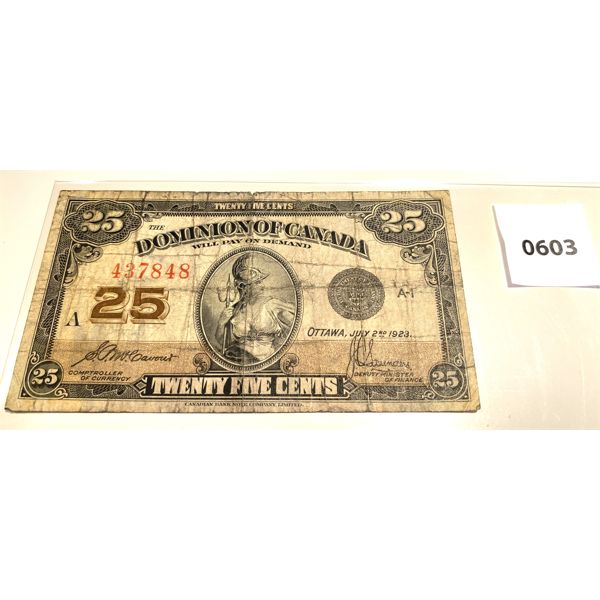 TWENTY FIVE CENTS
25 25
THE
DOMINION OF CANADA
WILL PAY ON DEMAND
437848
25
A
A-1
OTTAWA, JULY 2ND 1923.
COMPTROLLER
OF CURRENCY
DEPUTY MINISTER
OF FINANCE
25 TWENTY FIVE CENTS 25
CANADIAN BANK NOTE COMPANY, LIMITED.
0603